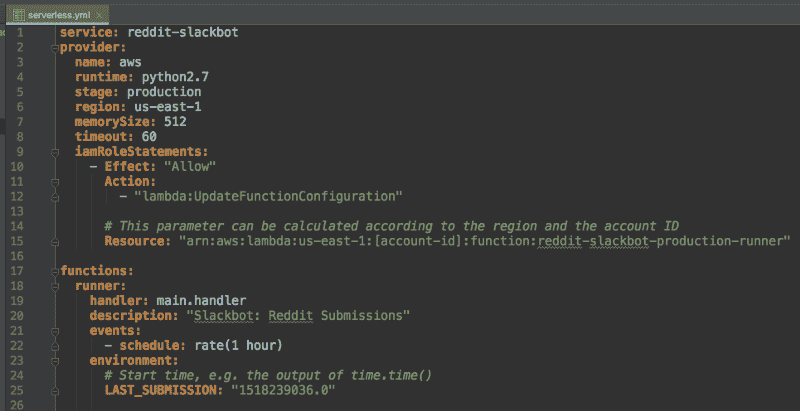 serverless.yml
1 service: reddit-slackbot
2 provider:
3 name: aws
4 runtime: python2.7
5 stage: production
6 region: us-east-1
7 memorySize: 512
8 timeout: 60
9 iamRoleStatements:
10 - Effect: "Allow"
11 Action:
12 - "lambda:UpdateFunctionConfiguration"
13
14 # This parameter can be calculated according to the region and the account ID
15 Resource: "arn:aws:lambda:us-east-1:[account-id]:function:reddit-slackbot-production-runner"
16
17 functions:
18 runner:
19 handler: main.handler
20 description: "Slackbot: Reddit Submissions"
21 events:
22 - schedule: rate(1 hour)
23 environment:
24 # Start time, e.g. the output of time.time()
25 LAST_SUBMISSION: "1518239036.0"
26